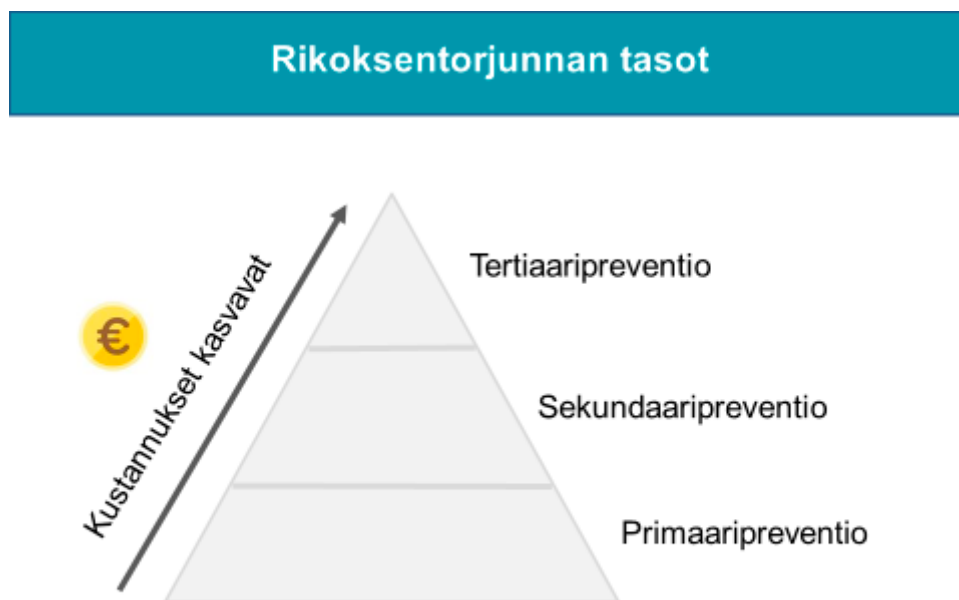 Rikoksentorjunnan tasot
Kustannukset kasvavat
€
Tertiaaripreventio
Sekundaaripreventio
Primaaripreventio